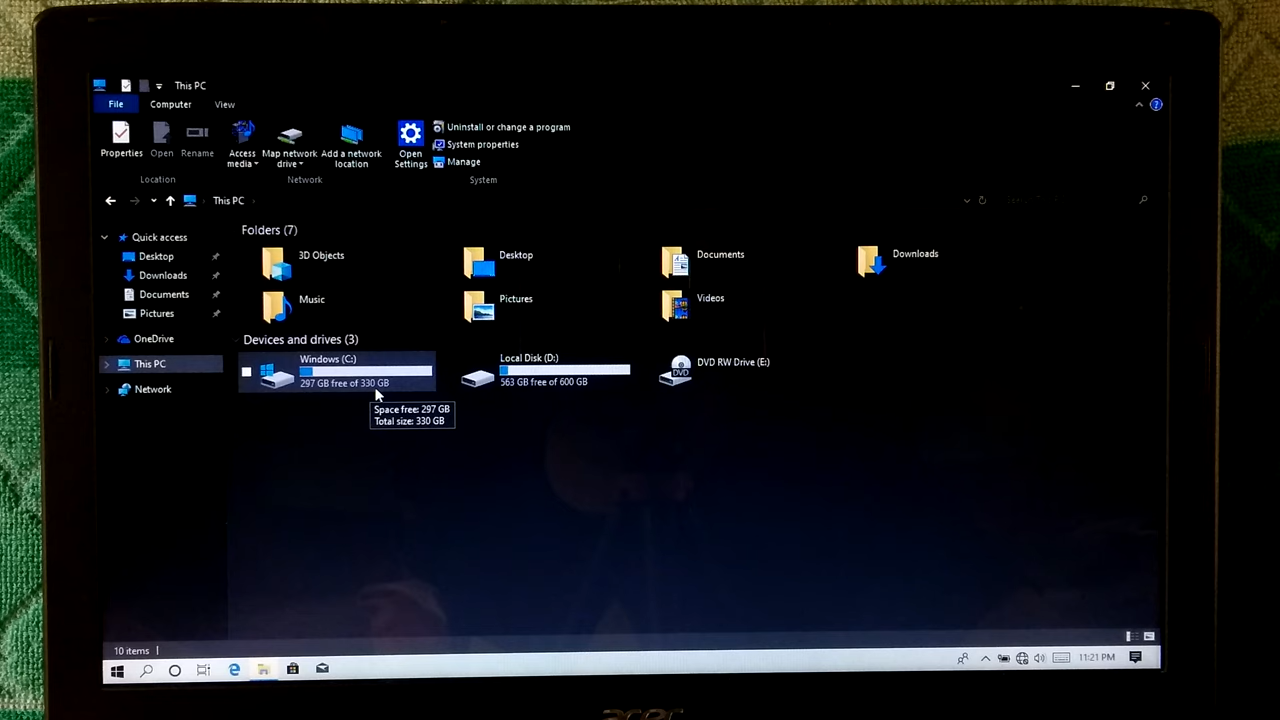 This PC
File Computer View
Properties Open Rename Access media Map network drive Add a network location Open Settings
Uninstall or change a program
System properties
Manage
Location Network System
This PC
Quick access
Desktop
Downloads
Documents
Pictures
OneDrive
This PC
Network
Folders (7)
3D Objects Desktop Documents Downloads
Music Pictures Videos
Devices and drives (3)
Windows (C:)
297 GB free of 330 GB
Local Disk (D:)
563 GB free of 600 GB
DVD RW Drive (E:)
DVD
Space free: 297 GB
Total size: 330 GB
10 items
11:21 PM
acer